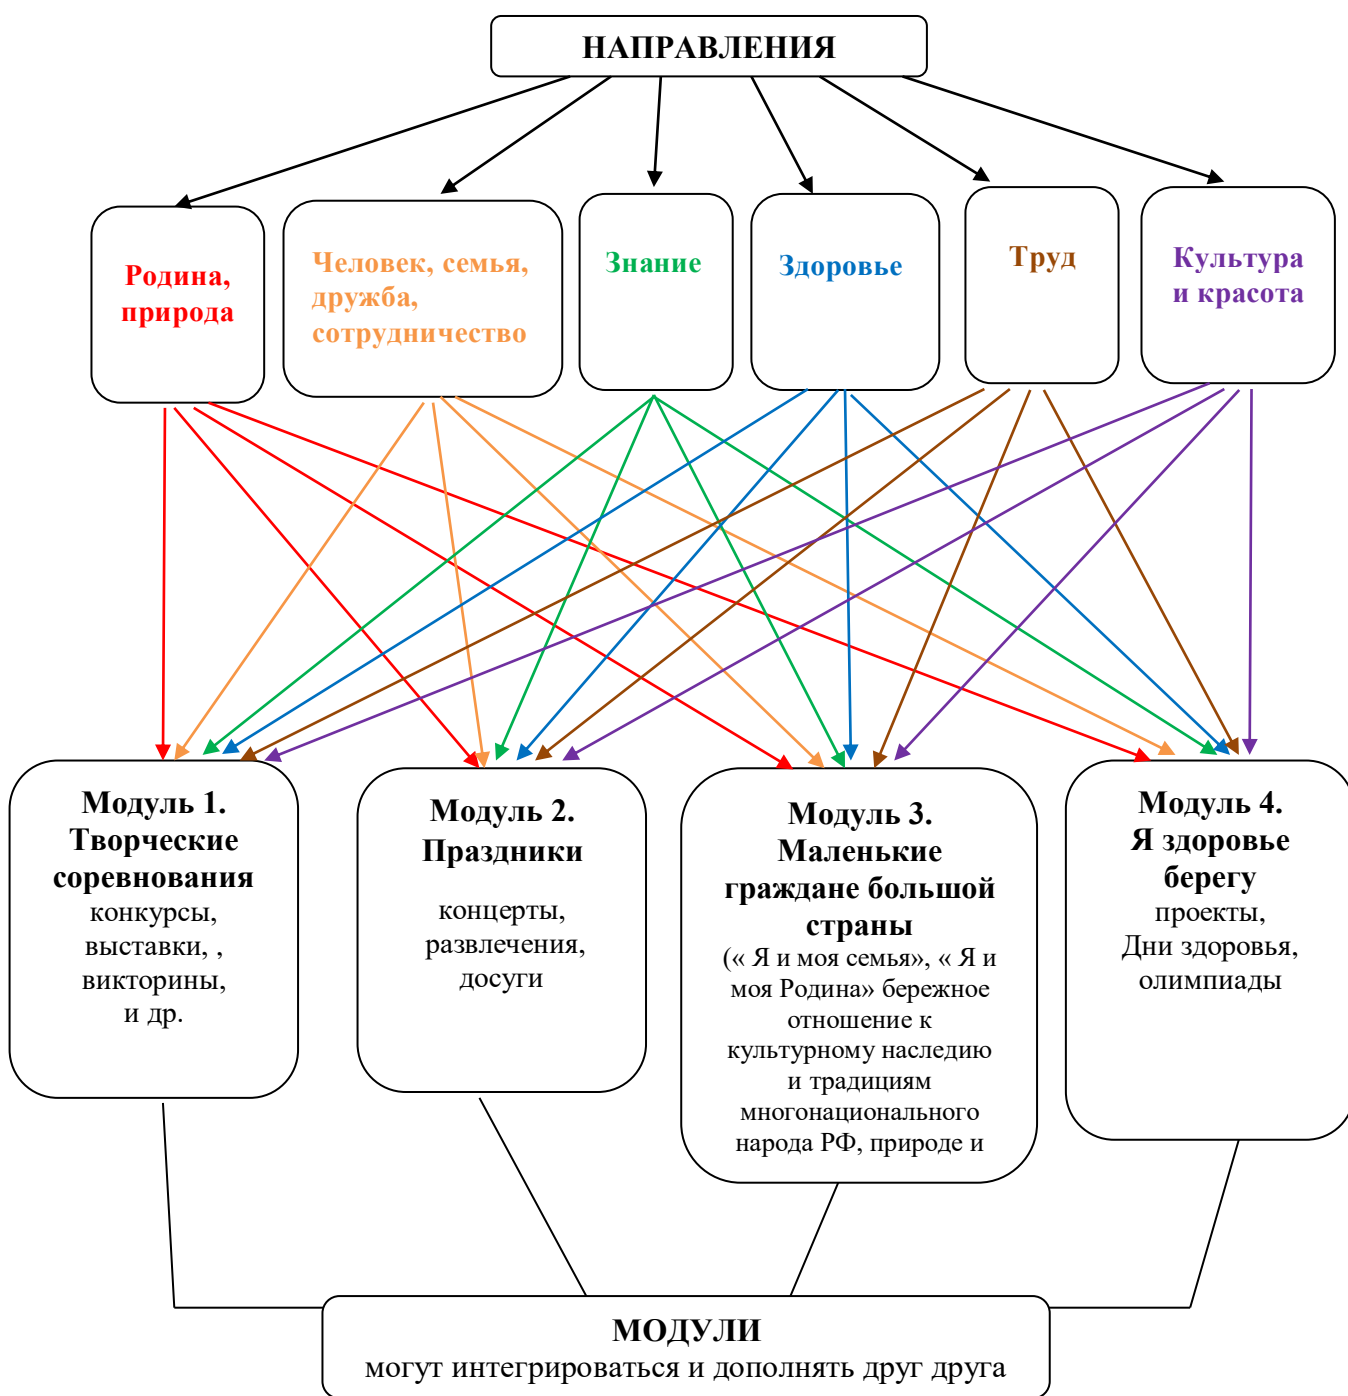 НАПРАВЛЕНИЯ
Родина,
природа
Человек, семья,
дружба,
сотрудничество
Знание
Здоровье
Труд
Культура
и красота
Модуль 1.
Творческие
соревнования
конкурсы,
выставки, ,
викторины,
и др.
Модуль 2.
Праздники
концерты,
развлечения,
досуги
Модуль 3.
Маленькие
граждане большой
страны
(« Я и моя семья», « Я и
моя Родина» бережное
отношение к
культурному наследию
и традициям
многонационального
народа РФ, природе и
Модуль 4.
Я здоровье
берегу
проекты,
Дни здоровья,
олимпиады
МОДУЛИ
могут интегрироваться и дополнять друг друга